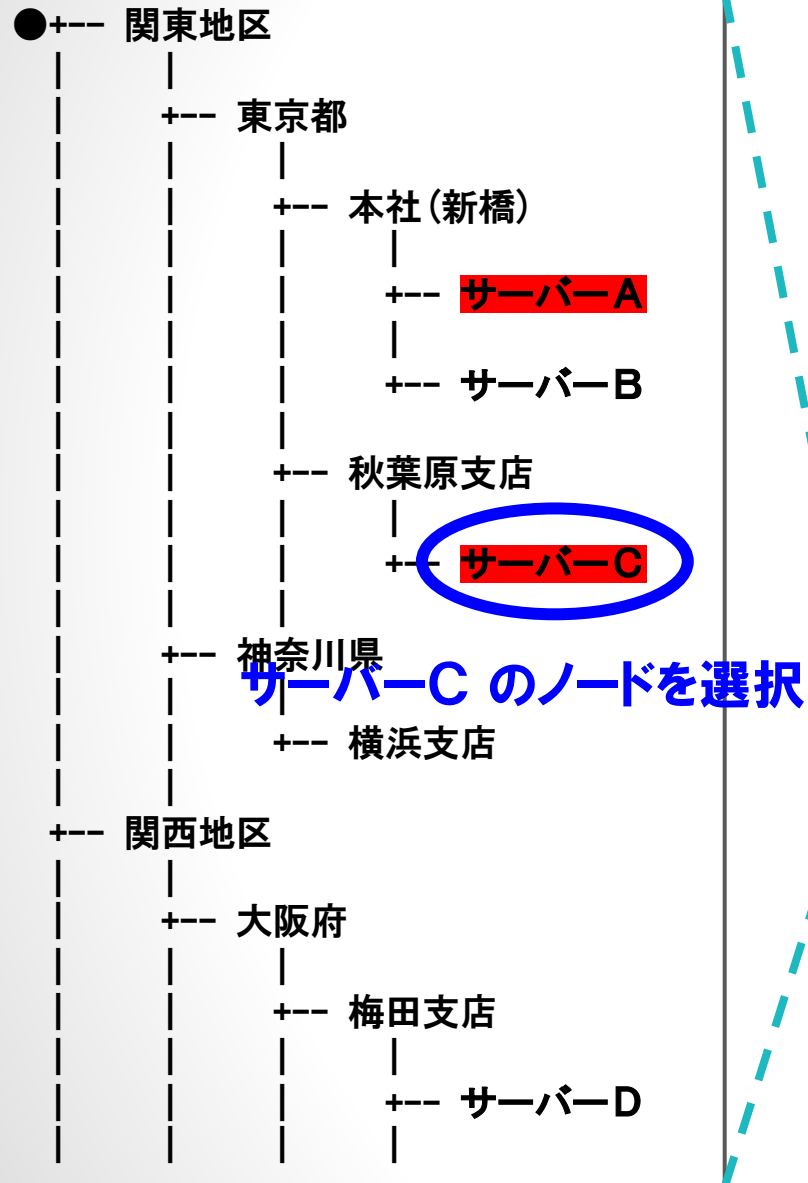 ●+-- 関東地区
+-- 東京都
+-- 本社(新橋)
+-- サーバーA
+-- サーバーB
+-- 秋葉原支店
+-- サーバーC
+-- 神奈川県
サーバーC のノードを選択
+-- 横浜支店
+-- 関西地区
+-- 大阪府
+-- 梅田支店
+-- サーバーD